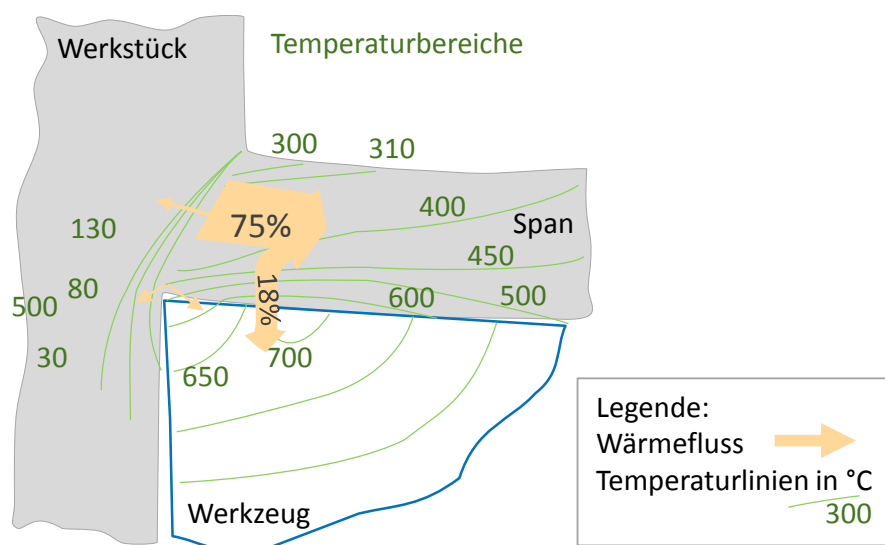 Werkstück
Temperaturbereiche
300
310
75%
400
130
Span
450
80
500
18%
600
500
30
650
700
Werkzeug
Legende:
Wärmefluss
Temperaturlinien in °C
300